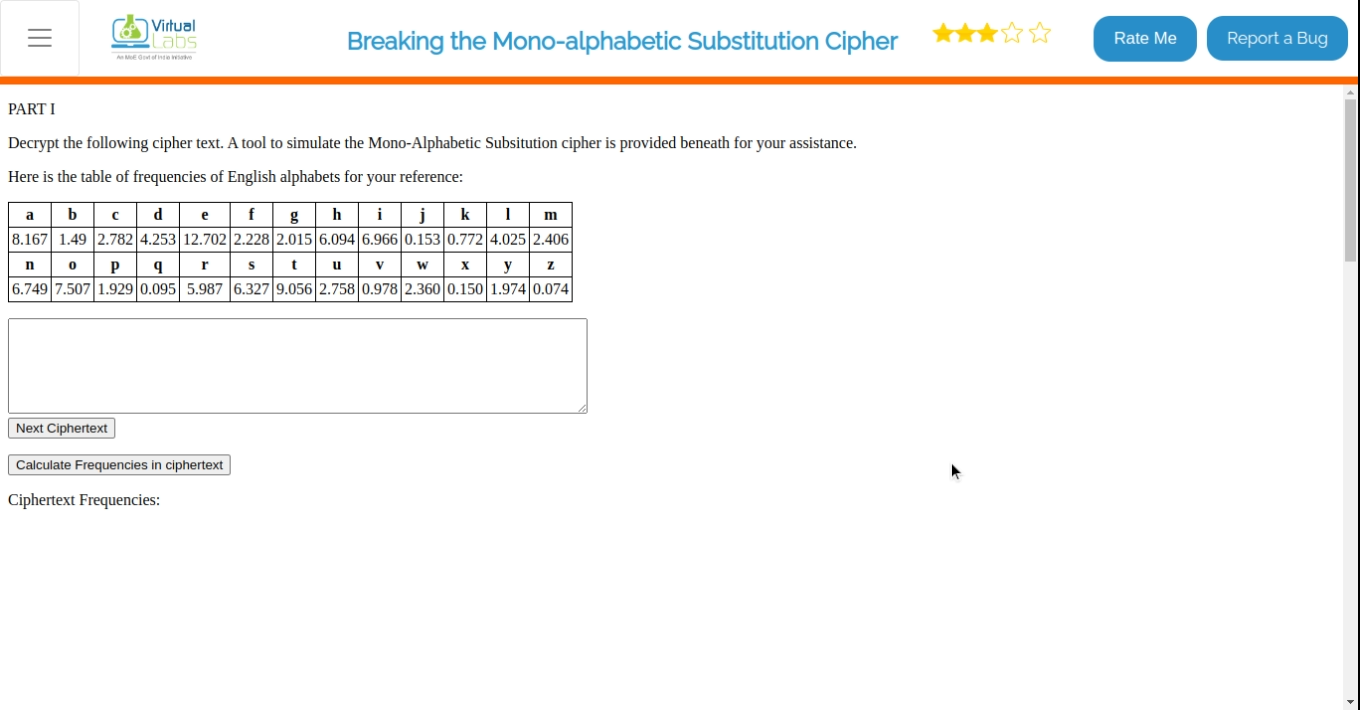 Virtual
Labs
An MoE Govt of India Initiative
Breaking the Mono-alphabetic Substitution Cipher
Rate Me
Report a Bug
PART I
Decrypt the following cipher text. A tool to simulate the Mono-Alphabetic Subsitution cipher is provided beneath for your assistance.
Here is the table of frequencies of English alphabets for your reference:
a b c d e f g h i j k l m
8.167 1.49 2.782 4.253 12.702 2.228 2.015 6.094 6.966 0.153 0.772 4.025 2.406
n o p q r s t u v w x y z
6.749 7.507 1.929 0.095 5.987 6.327 9.056 2.758 0.978 2.360 0.150 1.974 0.074
Next Ciphertext
Calculate Frequencies in ciphertext
Ciphertext Frequencies: